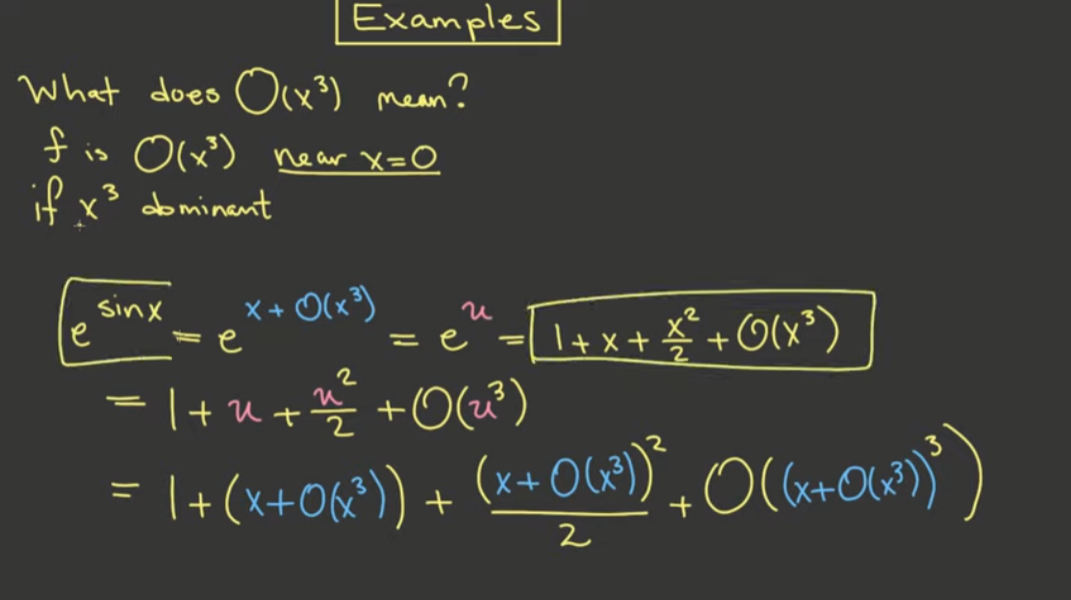 Examples
What does O(x³) mean?
f is O(x³) near x=0
if x³ dominant
e^{sin x} = e^{x + O(x³)} = e^u = 1 + x + x²/2 + O(x³)
= 1 + u + u²/2 + O(u³)
= 1 + (x+O(x³)) + (x+O(x³))²/2 + O((x+O(x³))³)